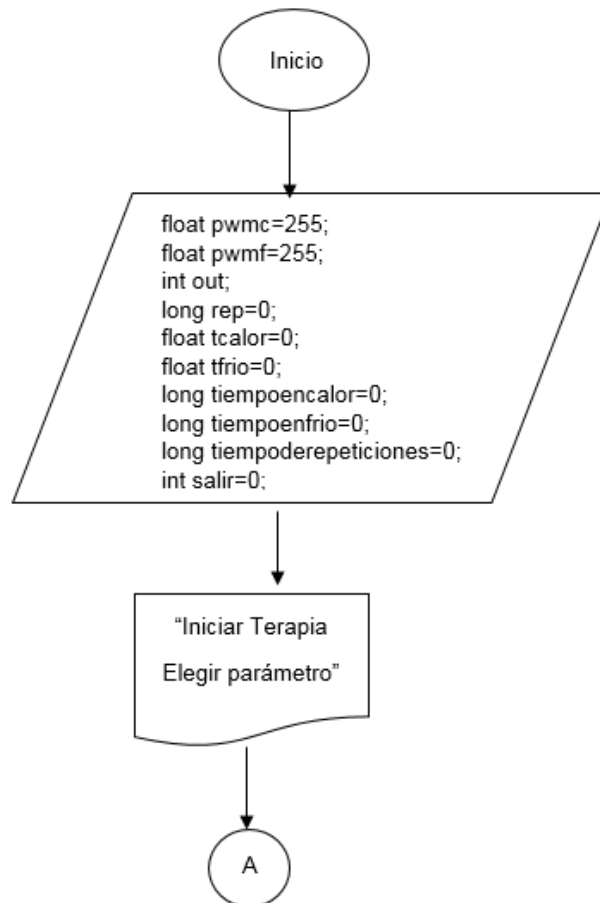 Inicio
float pwmc=255;
float pwmf=255;
int out;
long rep=0;
float tcalor=0;
float tfrio=0;
long tiempoencalor=0;
long tiempoenfrio=0;
long tiempoderepeticiones=0;
int salir=0;
“Iniciar Terapia
Elegir parámetro”
A